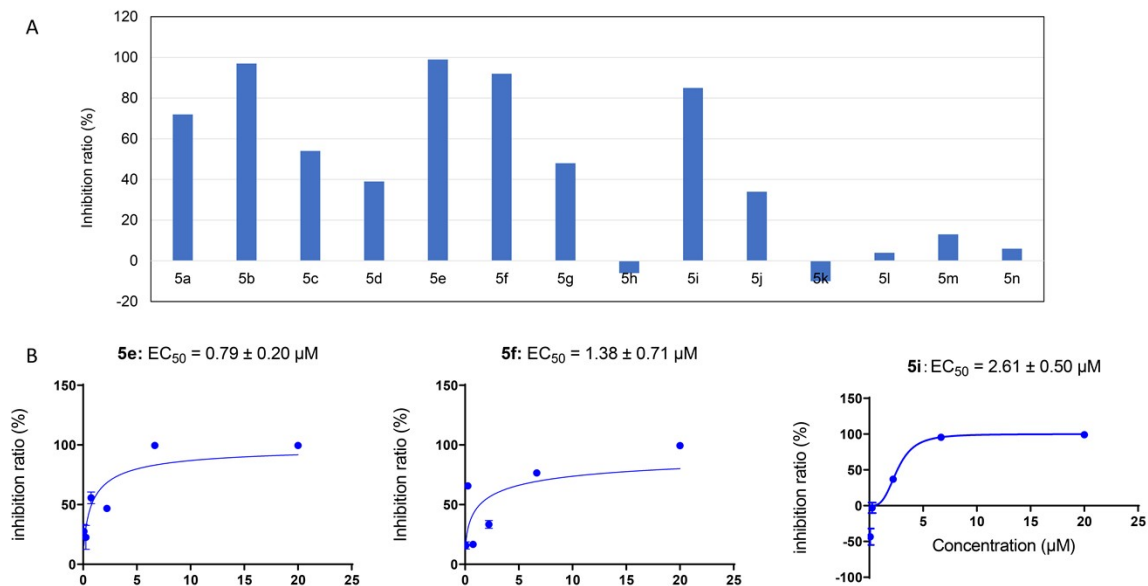 A
Inhibition ratio (%)
120
100
80
60
40
20
0
-20
5a 5b 5c 5d 5e 5f 5g 5h 5i 5j 5k 5l 5m 5n
B
5e: EC50 = 0.79 ± 0.20 μM
inhibition ratio (%)
150
100
50
0
0 5 10 15 20 25
5f: EC50 = 1.38 ± 0.71 μM
Inhibition ratio (%)
150
100
50
0
0 5 10 15 20 25
5i: EC50 = 2.61 ± 0.50 μM
inhibition ratio (%)
150
100
50
0
-50
-100
5 10 15 20 25
Concentration (μM)